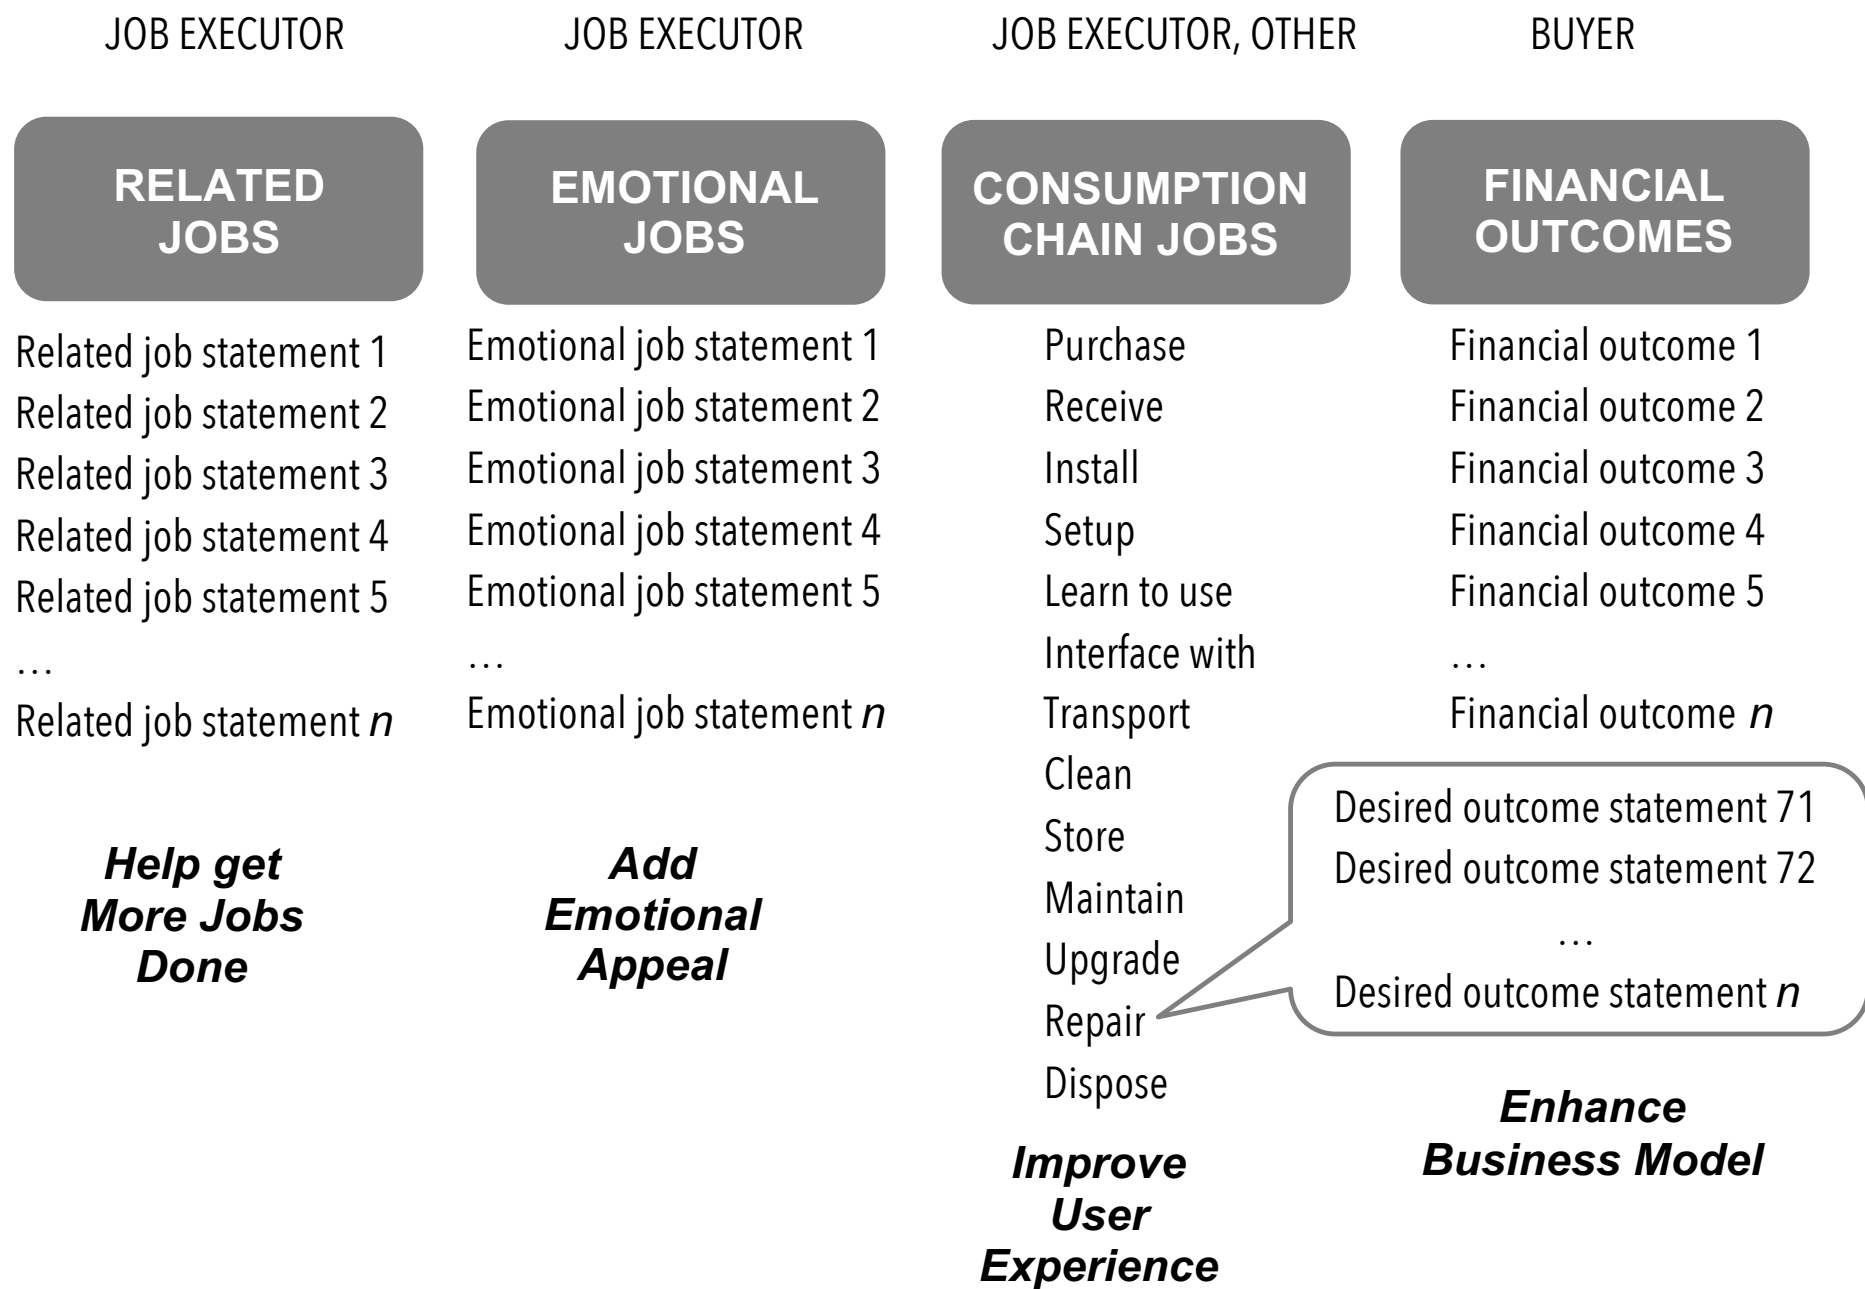 JOB EXECUTOR
RELATED
JOBS
Related job statement 1
Related job statement 2
Related job statement 3
Related job statement 4
Related job statement 5
…
Related job statement n
Help get
More Jobs
Done
JOB EXECUTOR
EMOTIONAL
JOBS
Emotional job statement 1
Emotional job statement 2
Emotional job statement 3
Emotional job statement 4
Emotional job statement 5
…
Emotional job statement n
Add
Emotional
Appeal
JOB EXECUTOR, OTHER
CONSUMPTION
CHAIN JOBS
Purchase
Receive
Install
Setup
Learn to use
Interface with
Transport
Clean
Store
Maintain
Upgrade
Repair
Dispose
Improve
User
Experience
BUYER
FINANCIAL
OUTCOMES
Financial outcome 1
Financial outcome 2
Financial outcome 3
Financial outcome 4
Financial outcome 5
…
Financial outcome n
Desired outcome statement 71
Desired outcome statement 72
…
Desired outcome statement n
Enhance
Business Model